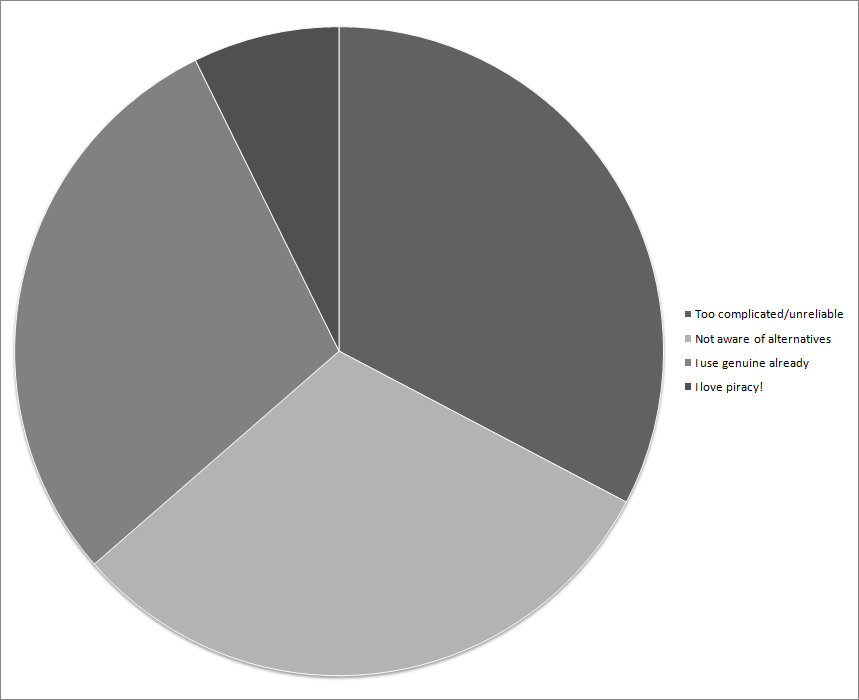 Too complicated/unreliable
Not aware of alternatives
I use genuine already
I love piracy!